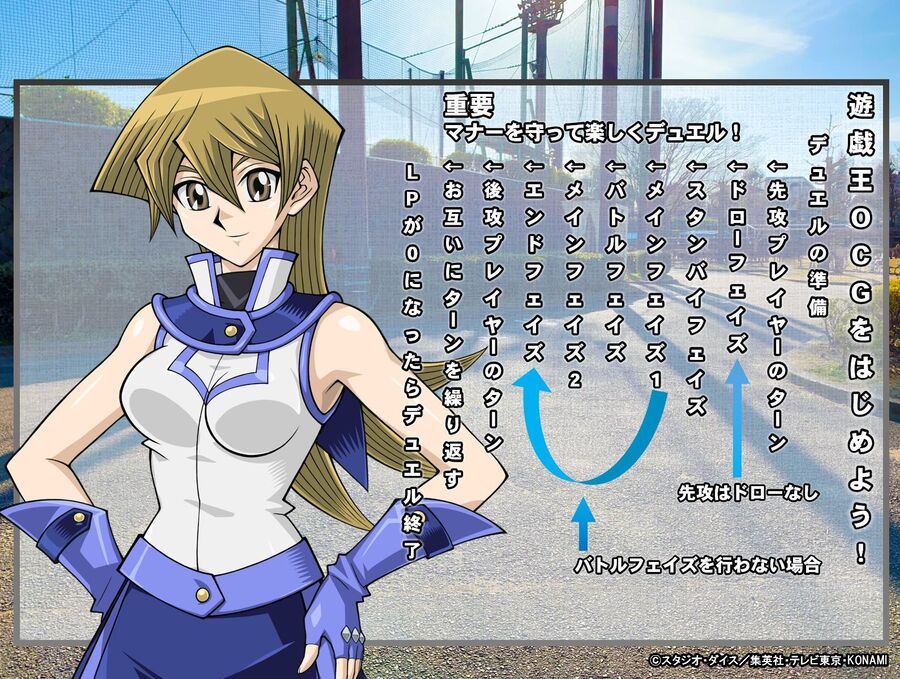 遊戯王OCGをはじめよう！
デュエルの準備
←先攻プレイヤーのターン
←ドローフェイズ
←スタンバイフェイズ
←メインフェイズ1
←バトルフェイズ
←メインフェイズ2
←エンドフェイズ
←後攻プレイヤーのターン
←お互いにターンを繰り返す
LPが0になったらデュエル終了
重要
マナーを守って楽しくデュエル！
先攻はドローなし
バトルフェイズを行わない場合
©スタジオ・ダイス／集英社・テレビ東京・KONAMI